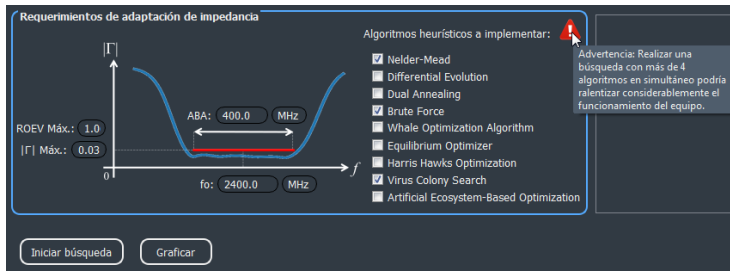 Requerimientos de adaptación de impedancia
|Γ|
ABA: 400.0 MHz
ROEV Máx.: 1.0
|Γ| Máx.: 0.03
0
f
fo: 2400.0 MHz
Algoritmos heurísticos a implementar:
Nelder-Mead
Differential Evolution
Dual Annealing
Brute Force
Whale Optimization Algorithm
Equilibrium Optimizer
Harris Hawks Optimization
Virus Colony Search
Artificial Ecosystem-Based Optimization
Advertencia: Realizar una
búsqueda con más de 4
algoritmos en simultáneo podría
ralentizar considerablemente el
funcionamiento del equipo.
Iniciar búsqueda
Graficar